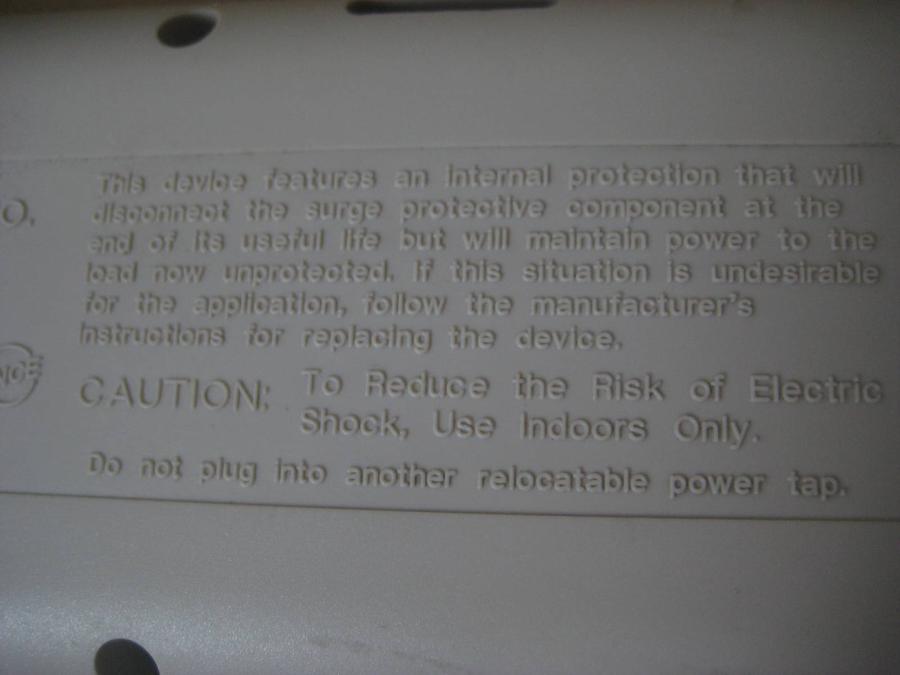 This device features an internal protection that will
O. disconnect the surge protective component at the
end of its useful life but will maintain power to the
load now unprotected. If this situation is undesirable
for the application, follow the manufacturer's
instructions for replacing the device.
NCE
CAUTION: To Reduce the Risk of Electric
Shock, Use Indoors Only.
Do not plug into another relocatable power tap.